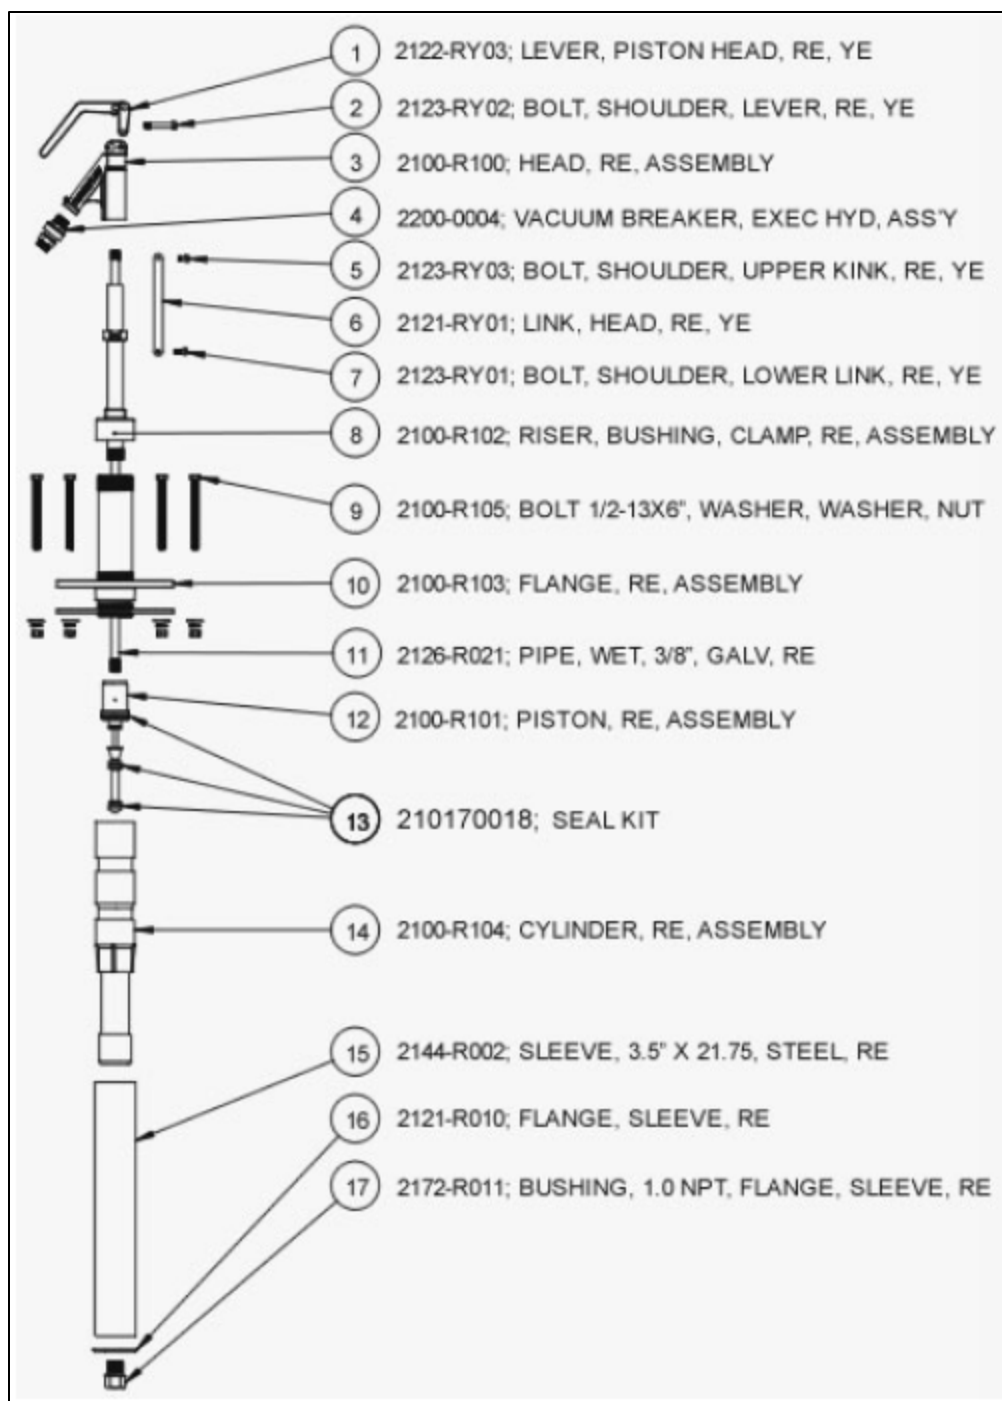 1 2122-RY03; LEVER, PISTON HEAD, RE, YE
2 2123-RY02; BOLT, SHOULDER, LEVER, RE, YE
3 2100-R100; HEAD, RE, ASSEMBLY
4 2200-0004; VACUUM BREAKER, EXEC HYD, ASS'Y
5 2123-RY03; BOLT, SHOULDER, UPPER KINK, RE, YE
6 2121-RY01; LINK, HEAD, RE, YE
7 2123-RY01; BOLT, SHOULDER, LOWER LINK, RE, YE
8 2100-R102; RISER, BUSHING, CLAMP, RE, ASSEMBLY
9 2100-R105; BOLT 1/2-13X6", WASHER, WASHER, NUT
10 2100-R103; FLANGE, RE, ASSEMBLY
11 2126-R021; PIPE, WET, 3/8", GALV, RE
12 2100-R101; PISTON, RE, ASSEMBLY
13 210170018; SEAL KIT
14 2100-R104; CYLINDER, RE, ASSEMBLY
15 2144-R002; SLEEVE, 3.5" X 21.75, STEEL, RE
16 2121-R010; FLANGE, SLEEVE, RE
17 2172-R011; BUSHING, 1.0 NPT, FLANGE, SLEEVE, RE